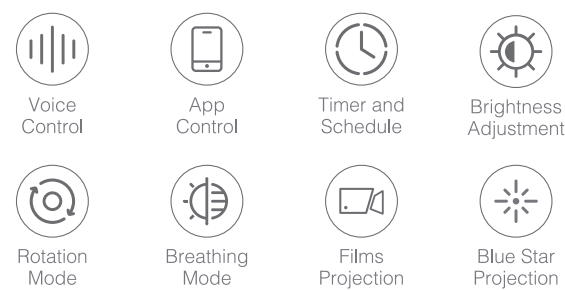 Voice
Control
App
Control
Timer and
Schedule
Brightness
Adjustment
Rotation
Mode
Breathing
Mode
Films
Projection
Blue Star
Projection